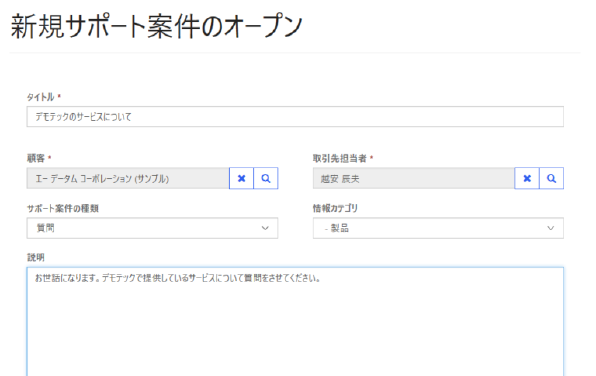 新規サポート案件のオープン
タイトル *
デモテックのサービスについて
顧客 * 取引先担当者 *
エー データム コーポレーション (サンプル) 越安 辰夫
サポート案件の種類 情報カテゴリ
質問 - 製品
説明
お世話になります。デモテックで提供しているサービスについて質問をさせてください。